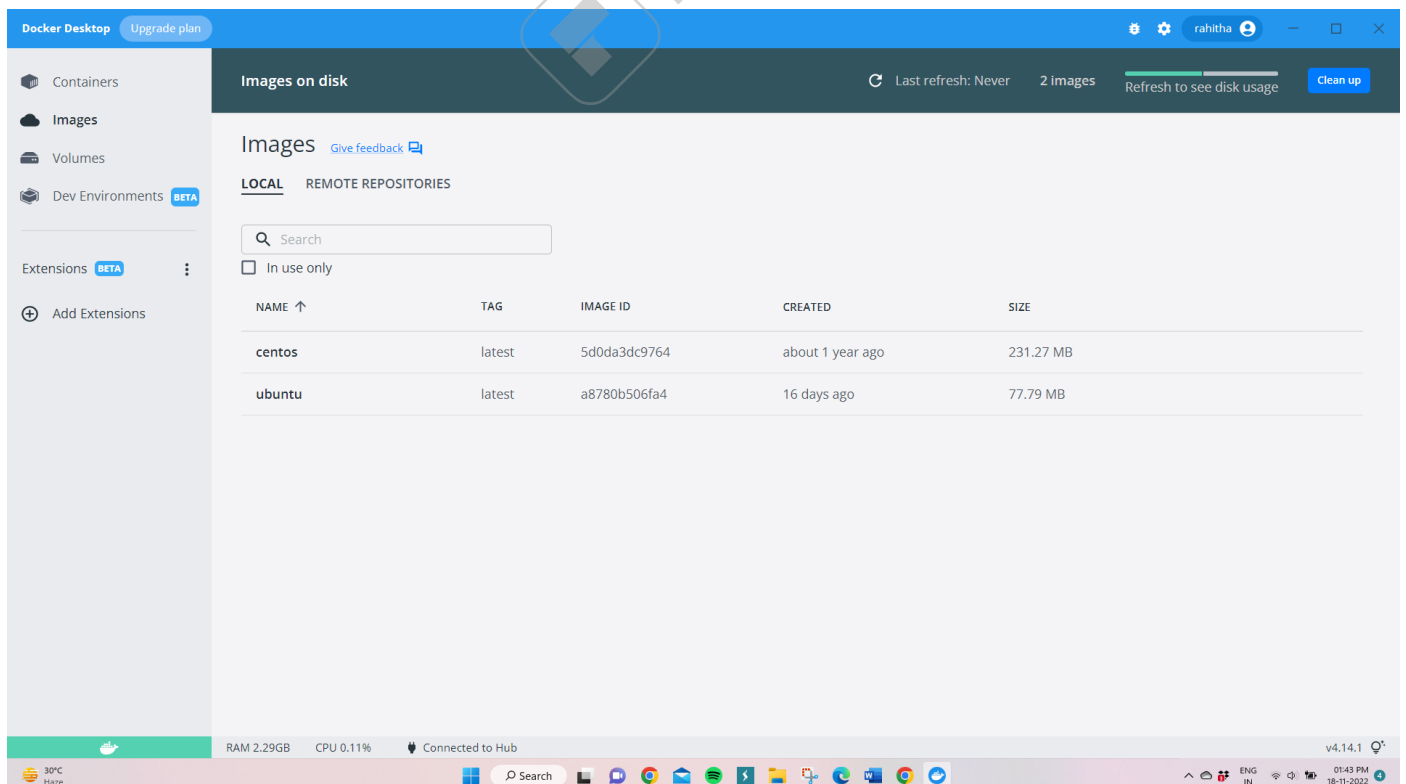 Docker Desktop Upgrade plan rahitha
Containers
Images
Volumes
Dev Environments BETA
Extensions BETA
Add Extensions
Images on disk Last refresh: Never 2 images Refresh to see disk usage Clean up
Images Give feedback
LOCAL REMOTE REPOSITORIES
Search
In use only
NAME TAG IMAGE ID CREATED SIZE
centos latest 5d0da3dc9764 about 1 year ago 231.27 MB
ubuntu latest a8780b506fa4 16 days ago 77.79 MB
RAM 2.29GB CPU 0.11% Connected to Hub v4.14.1
30°C
Haze
Search
ENG
IN
01:43 PM
18-11-2022
4